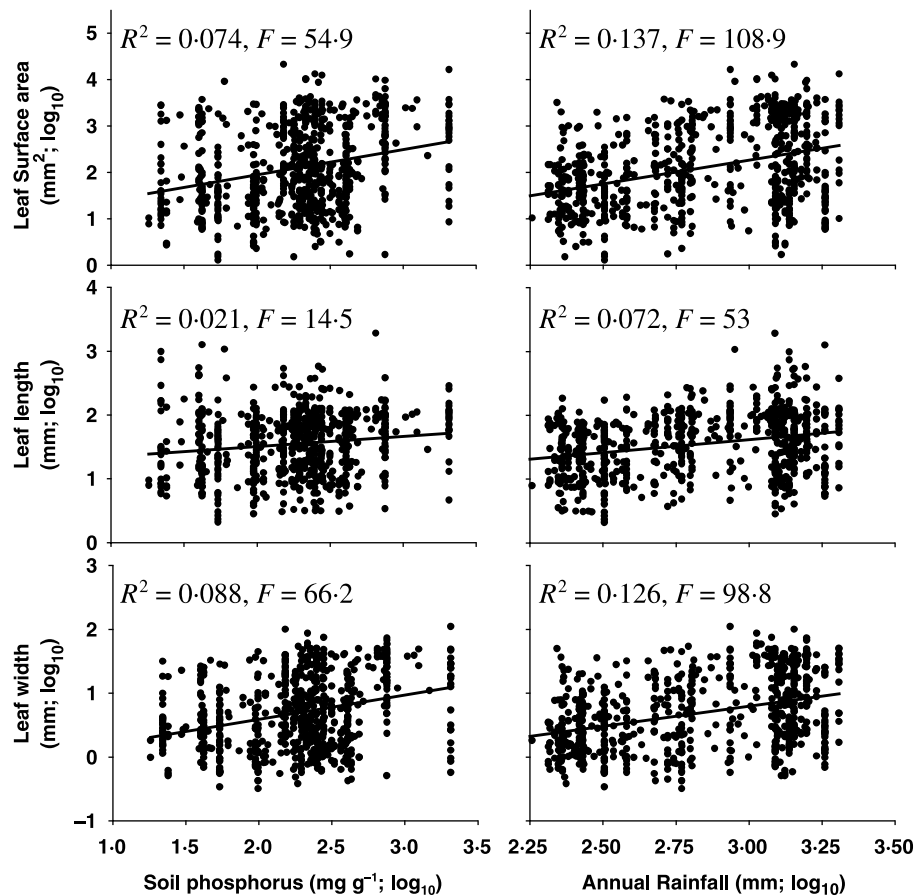 R² = 0·074, F = 54·9
R² = 0·137, F = 108·9
Leaf Surface area
(mm²; log₁₀)
5
4
3
2
1
0
R² = 0·021, F = 14·5
R² = 0·072, F = 53
Leaf length
(mm; log₁₀)
4
3
2
1
0
R² = 0·088, F = 66·2
R² = 0·126, F = 98·8
Leaf width
(mm; log₁₀)
3
2
1
0
−1
1·0 1·5 2·0 2·5 3·0 3·5
2·25 2·50 2·75 3·00 3·25 3·50
Soil phosphorus (mg g⁻¹; log₁₀)
Annual Rainfall (mm; log₁₀)